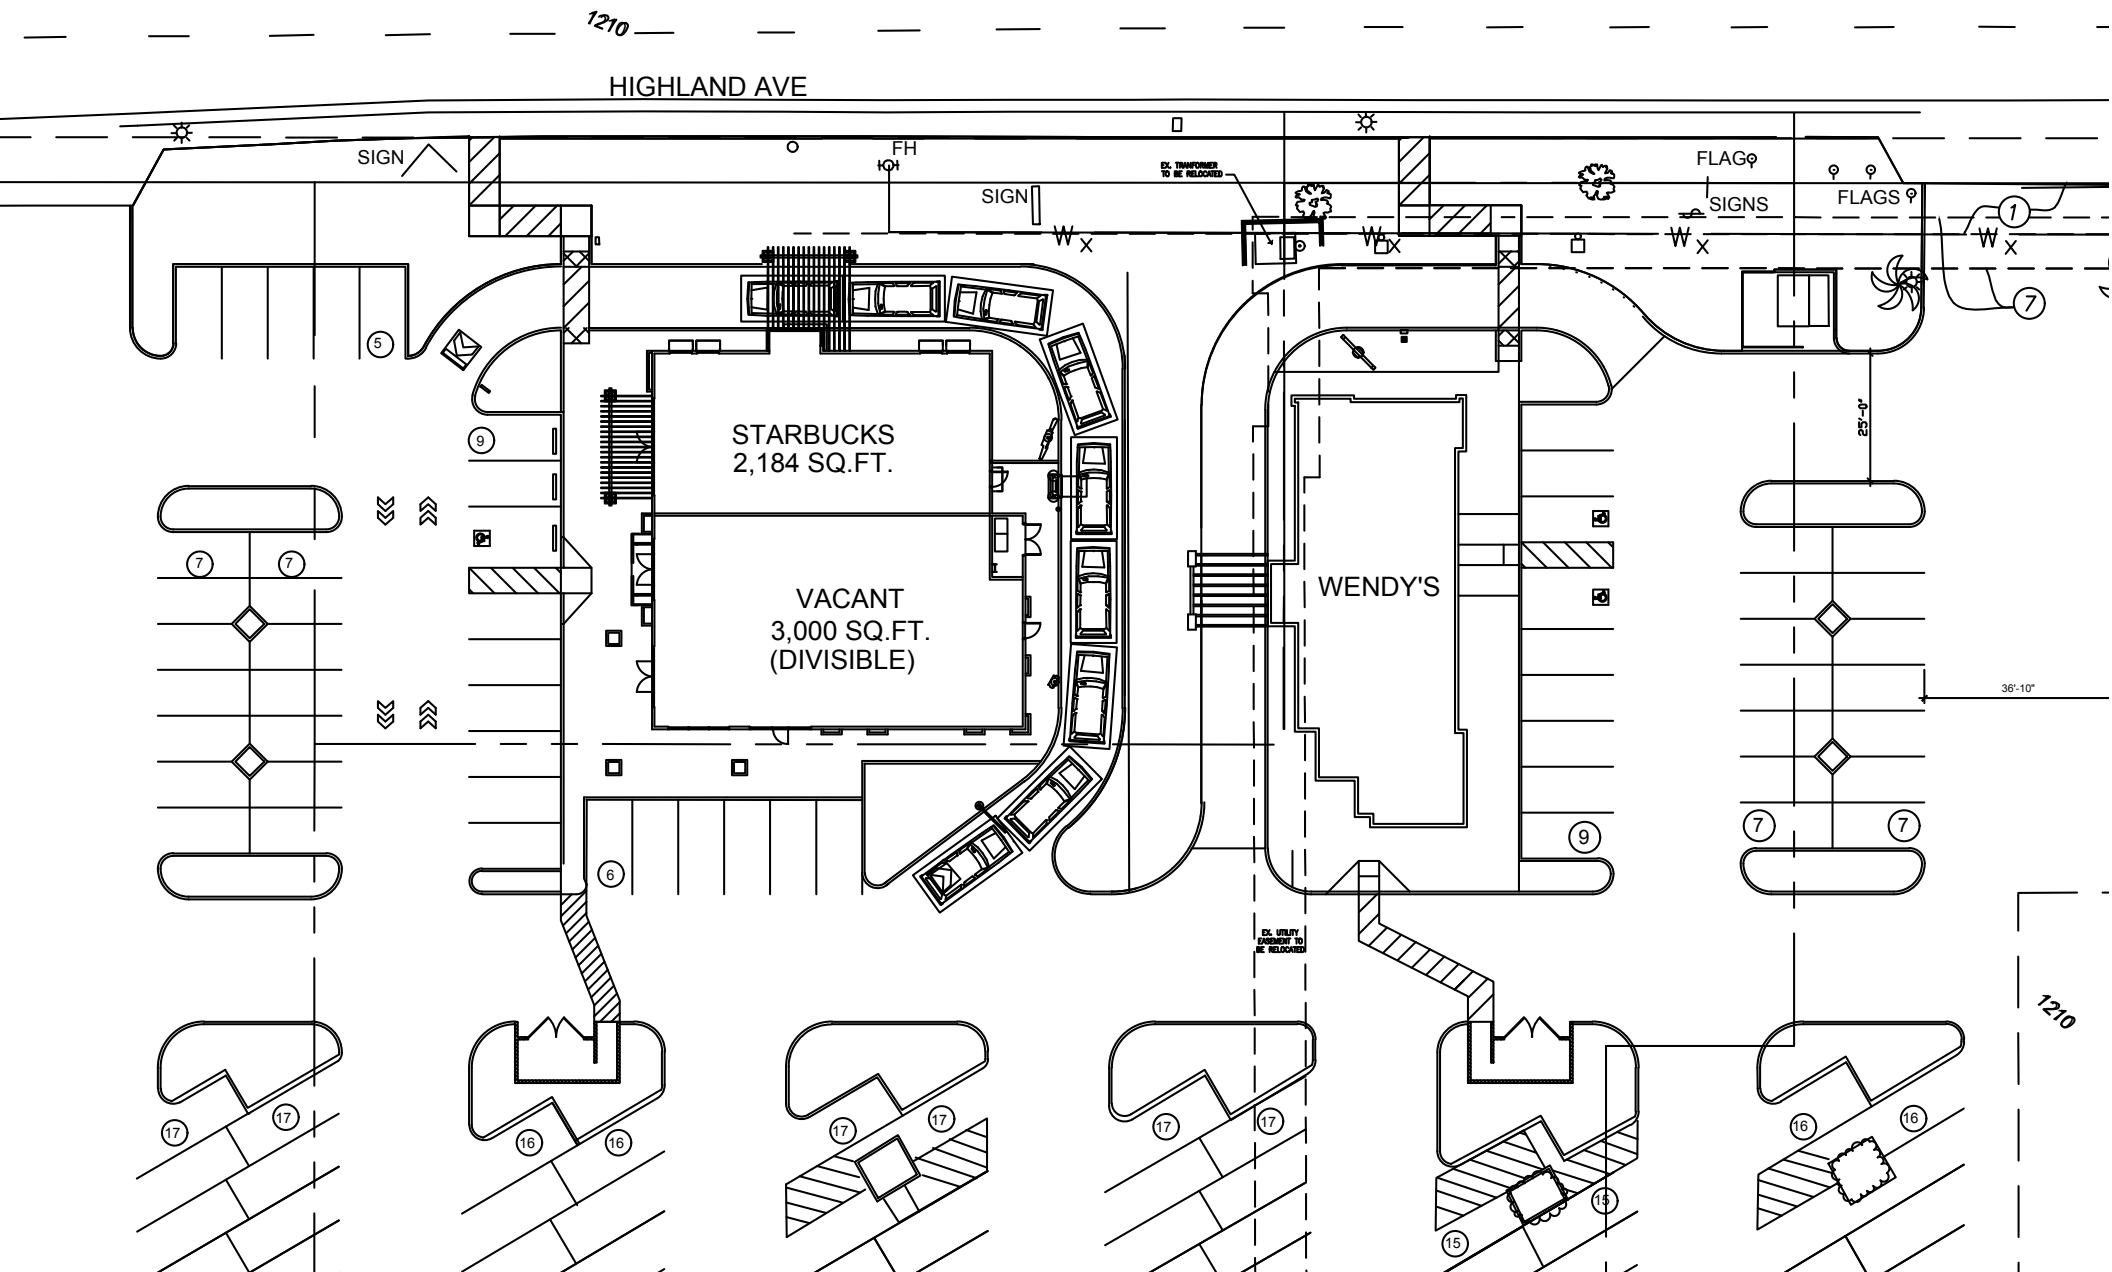 1210
HIGHLAND AVE
SIGN
FH
EX. TRANFORMER
TO BE RELOCATED
FLAG
SIGN
SIGNS
FLAGS
1
W
X
W
X
W
X
W
X
7
5
25'-0"
9
STARBUCKS
2,184 SQ.FT.
7
7
VACANT
3,000 SQ.FT.
(DIVISIBLE)
WENDY'S
36'-10"
7
7
9
6
EX. UTILITY
EASEMENT TO
BE RELOCATED
1210
17
17
16
16
17
17
17
17
15
15
16
16